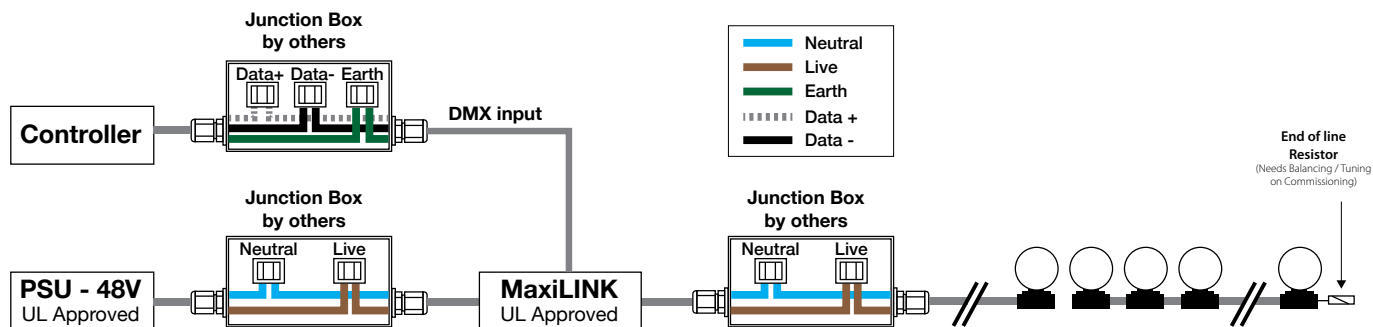 Junction Box
by others
Data+ Data- Earth
Controller
DMX input
Neutral
Live
Earth
Data +
Data -
End of line
Resistor
(Needs Balancing / Tuning
on Commissioning)
Junction Box
by others
Neutral Live
PSU - 48V
UL Approved
MaxiLINK
UL Approved
Junction Box
by others
Neutral Live